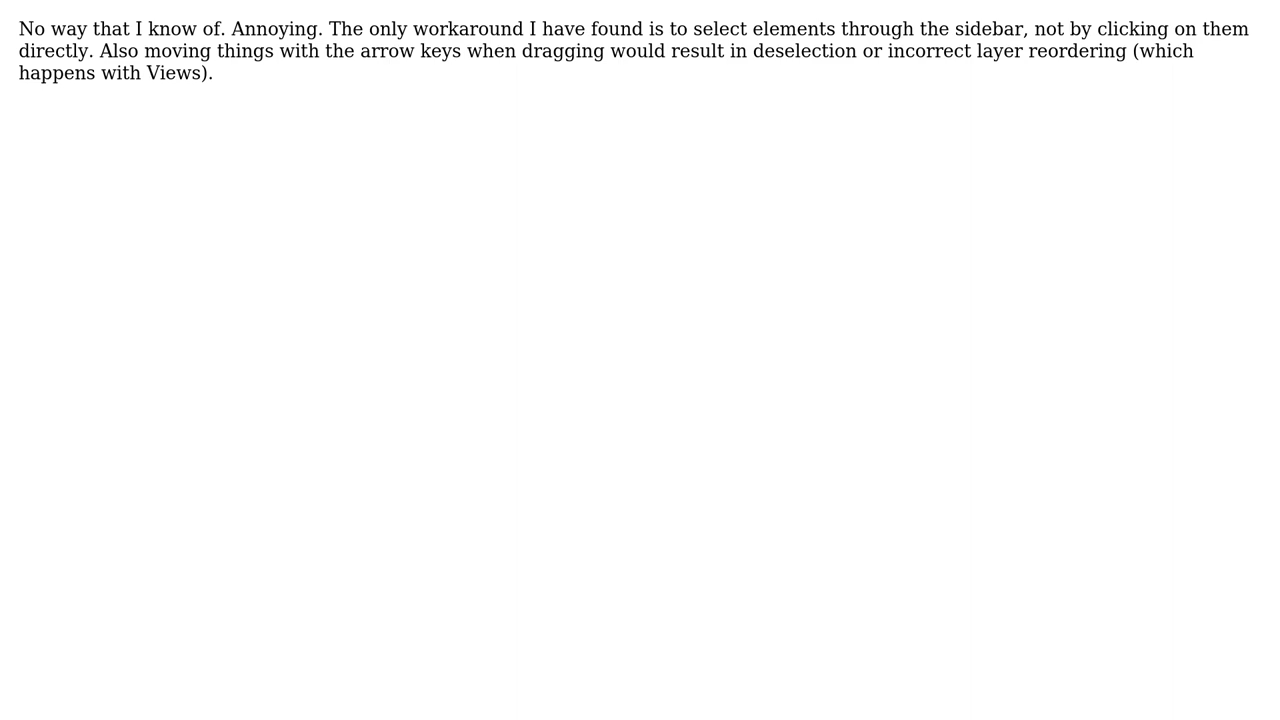 No way that I know of. Annoying. The only workaround I have found is to select elements through the sidebar, not by clicking on them
directly. Also moving things with the arrow keys when dragging would result in deselection or incorrect layer reordering (which
happens with Views).